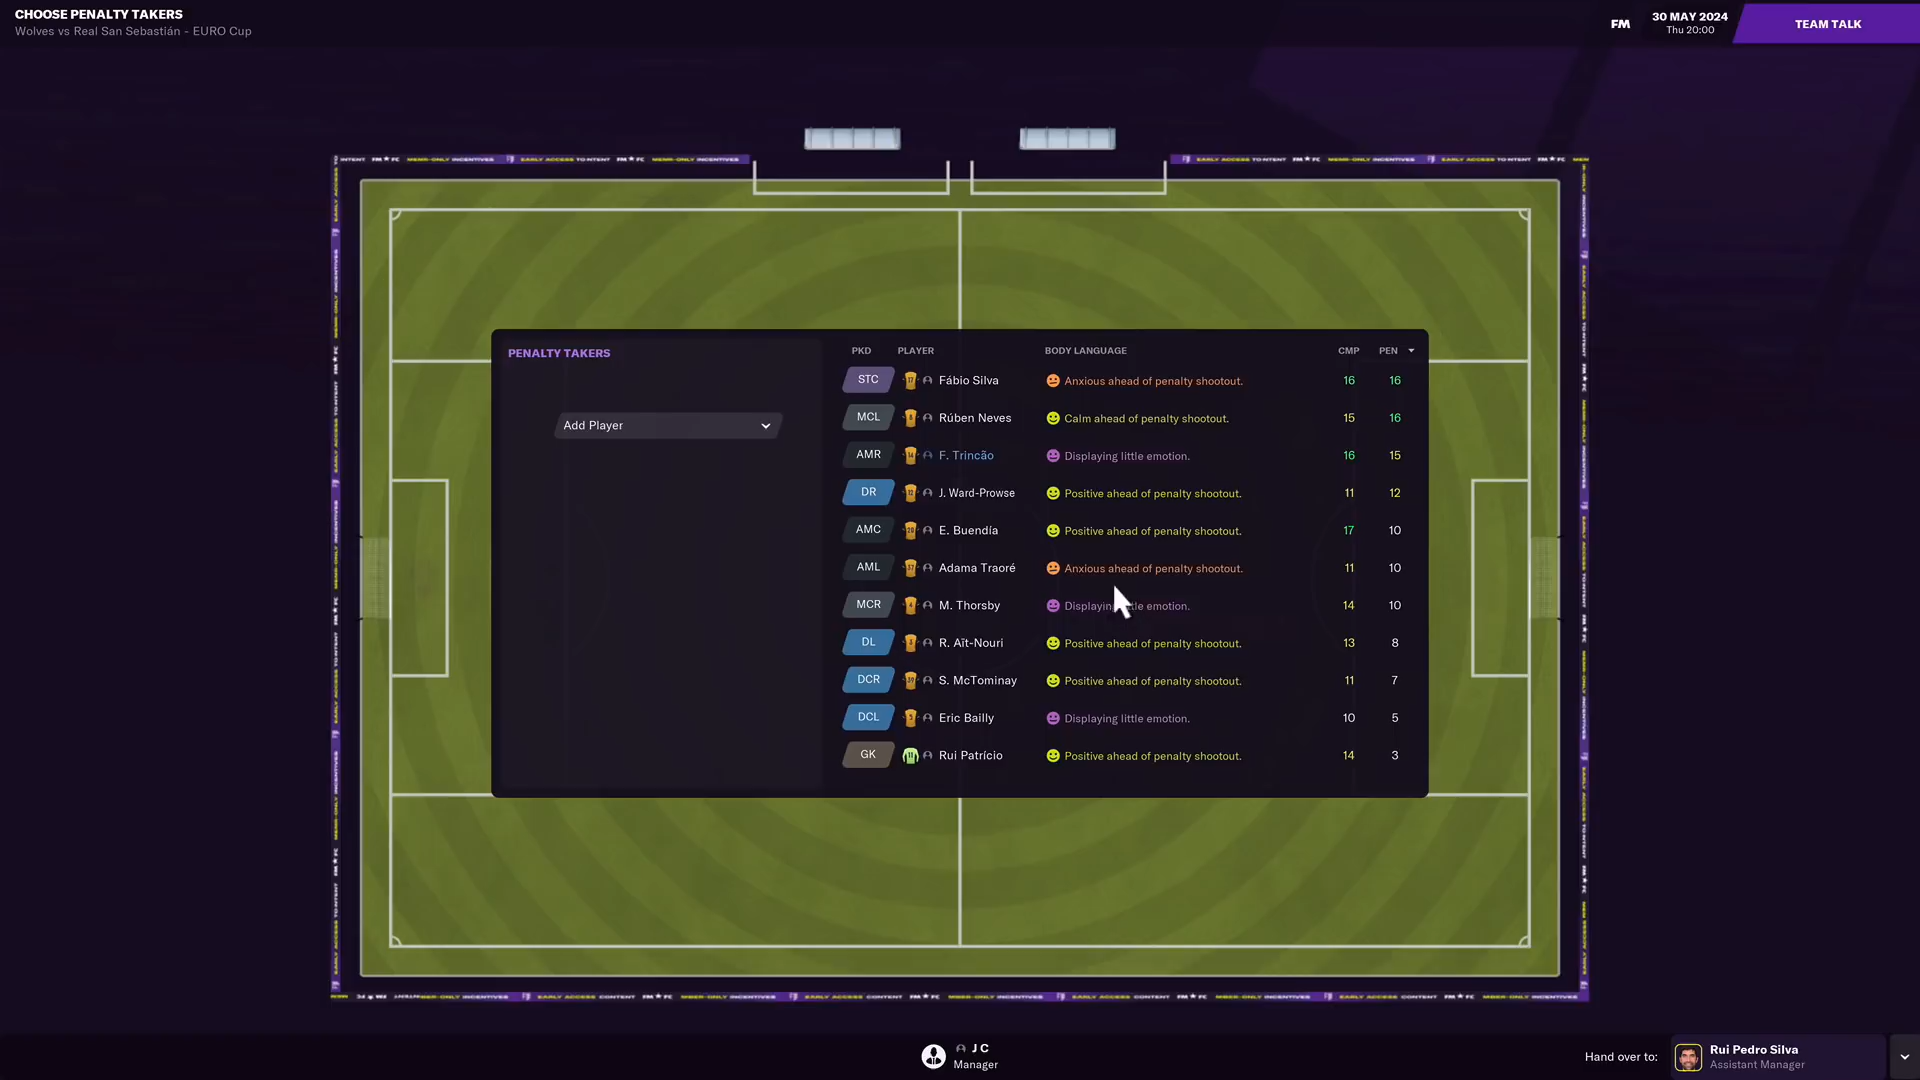 CHOOSE PENALTY TAKERS
Wolves vs Real San Sebastián - EURO Cup
FM
30 MAY 2024
Thu 20:00
TEAM TALK
PENALTY TAKERS
Add Player
PKD PLAYER BODY LANGUAGE CMP PEN
STC Fábio Silva Anxious ahead of penalty shootout. 16 16
MCL Rúben Neves Calm ahead of penalty shootout. 15 16
AMR F. Trincão Displaying little emotion. 16 15
DR J. Ward-Prowse Positive ahead of penalty shootout. 11 12
AMC E. Buendía Positive ahead of penalty shootout. 17 10
AML Adama Traoré Anxious ahead of penalty shootout. 11 10
MCR M. Thorsby emotion. 14 10
DL R. Aït-Nouri Positive ahead of penalty shootout. 13 8
DCR S. McTominay Positive ahead of penalty shootout. 11 7
DCL Eric Bailly Displaying little emotion. 10 5
GK Rui Patrício Positive ahead of penalty shootout. 14 3
J C
Manager
Hand over to:
Rui Pedro Silva
Assistant Manager